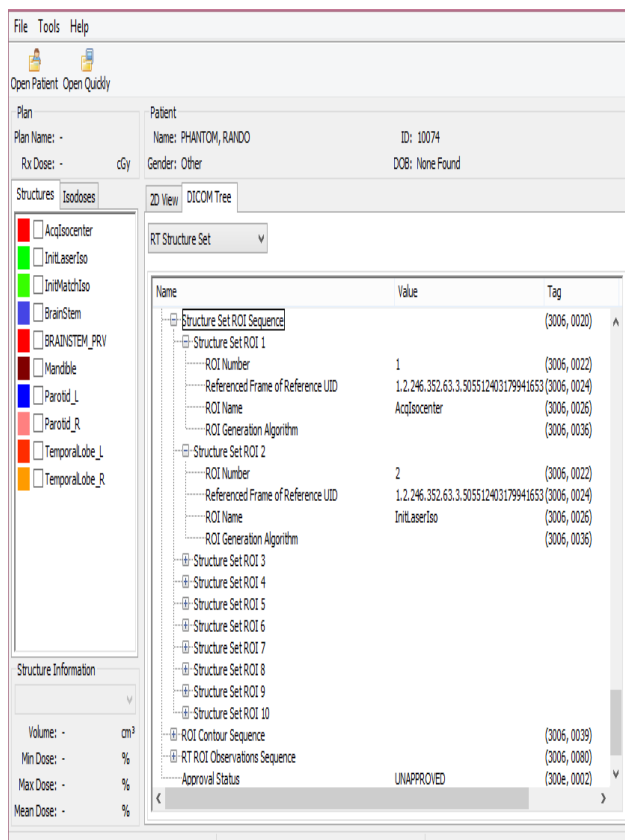 File Tools Help
Open Patient Open Quickly
Plan
Plan Name: -
Rx Dose: - cGy
Patient
Name: PHANTOM, RANDO ID: 10074
Gender: Other DOB: None Found
Structures Isodoses
AcqIsocenter
InitLaserIso
InitMatchIso
BrainStem
BRAINSTEM_PRV
Mandible
Parotid_L
Parotid_R
TemporalLobe_L
TemporalLobe_R
Structure Information
Volume: - cm³
Min Dose: - %
Max Dose: - %
Mean Dose: - %
2D View DICOM Tree
RT Structure Set
Name Value Tag
Structure Set ROI Sequence (3006, 0020)
Structure Set ROI 1
ROI Number 1 (3006, 0022)
Referenced Frame of Reference UID 1.2.246.352.63.3.505512403179941653 (3006, 0024)
ROI Name AcqIsocenter (3006, 0026)
ROI Generation Algorithm (3006, 0036)
Structure Set ROI 2
ROI Number 2 (3006, 0022)
Referenced Frame of Reference UID 1.2.246.352.63.3.505512403179941653 (3006, 0024)
ROI Name InitLaserIso (3006, 0026)
ROI Generation Algorithm (3006, 0036)
Structure Set ROI 3
Structure Set ROI 4
Structure Set ROI 5
Structure Set ROI 6
Structure Set ROI 7
Structure Set ROI 8
Structure Set ROI 9
Structure Set ROI 10
ROI Contour Sequence (3006, 0039)
RT ROI Observations Sequence (3006, 0080)
Approval Status UNAPPROVED (300e, 0002)